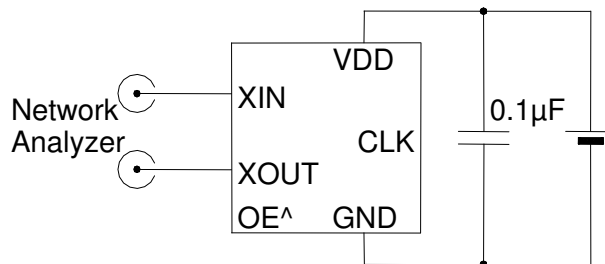 VDD
XIN
Network
Analyzer
0.1µF
CLK
XOUT
OE^ GND